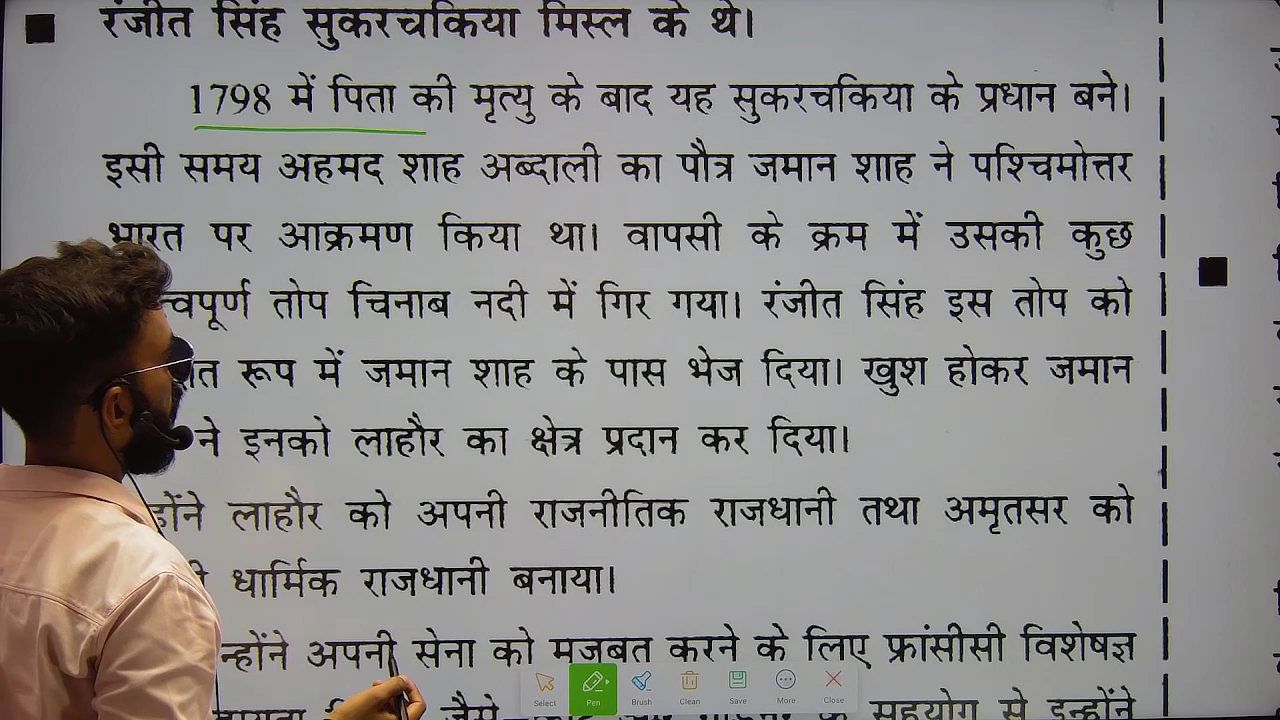 रंजीत सिंह सुकरचकिया मिस्ल के थे।
1798 में पिता की मृत्यु के बाद यह सुकरचकिया के प्रधान बने।
इसी समय अहमद शाह अब्दाली का पौत्र जमान शाह ने पश्चिमोत्तर
भारत पर आक्रमण किया था। वापसी के क्रम में उसकी कुछ
तोप चिनाब नदी में गिर गया। रंजीत सिंह इस तोप को
रूप में जमान शाह के पास भेज दिया। खुश होकर जमान
ने इनको लाहौर का क्षेत्र प्रदान कर दिया।
लाहौर को अपनी राजनीतिक राजधानी तथा अमृतसर को
धार्मिक राजधानी बनाया।
अपनी सेना को मजबूत करने के लिए फ्रांसीसी विशेषज्ञ
जैसे सहयोग से इन्होंने
Select Pen Brush Clean Save More Close